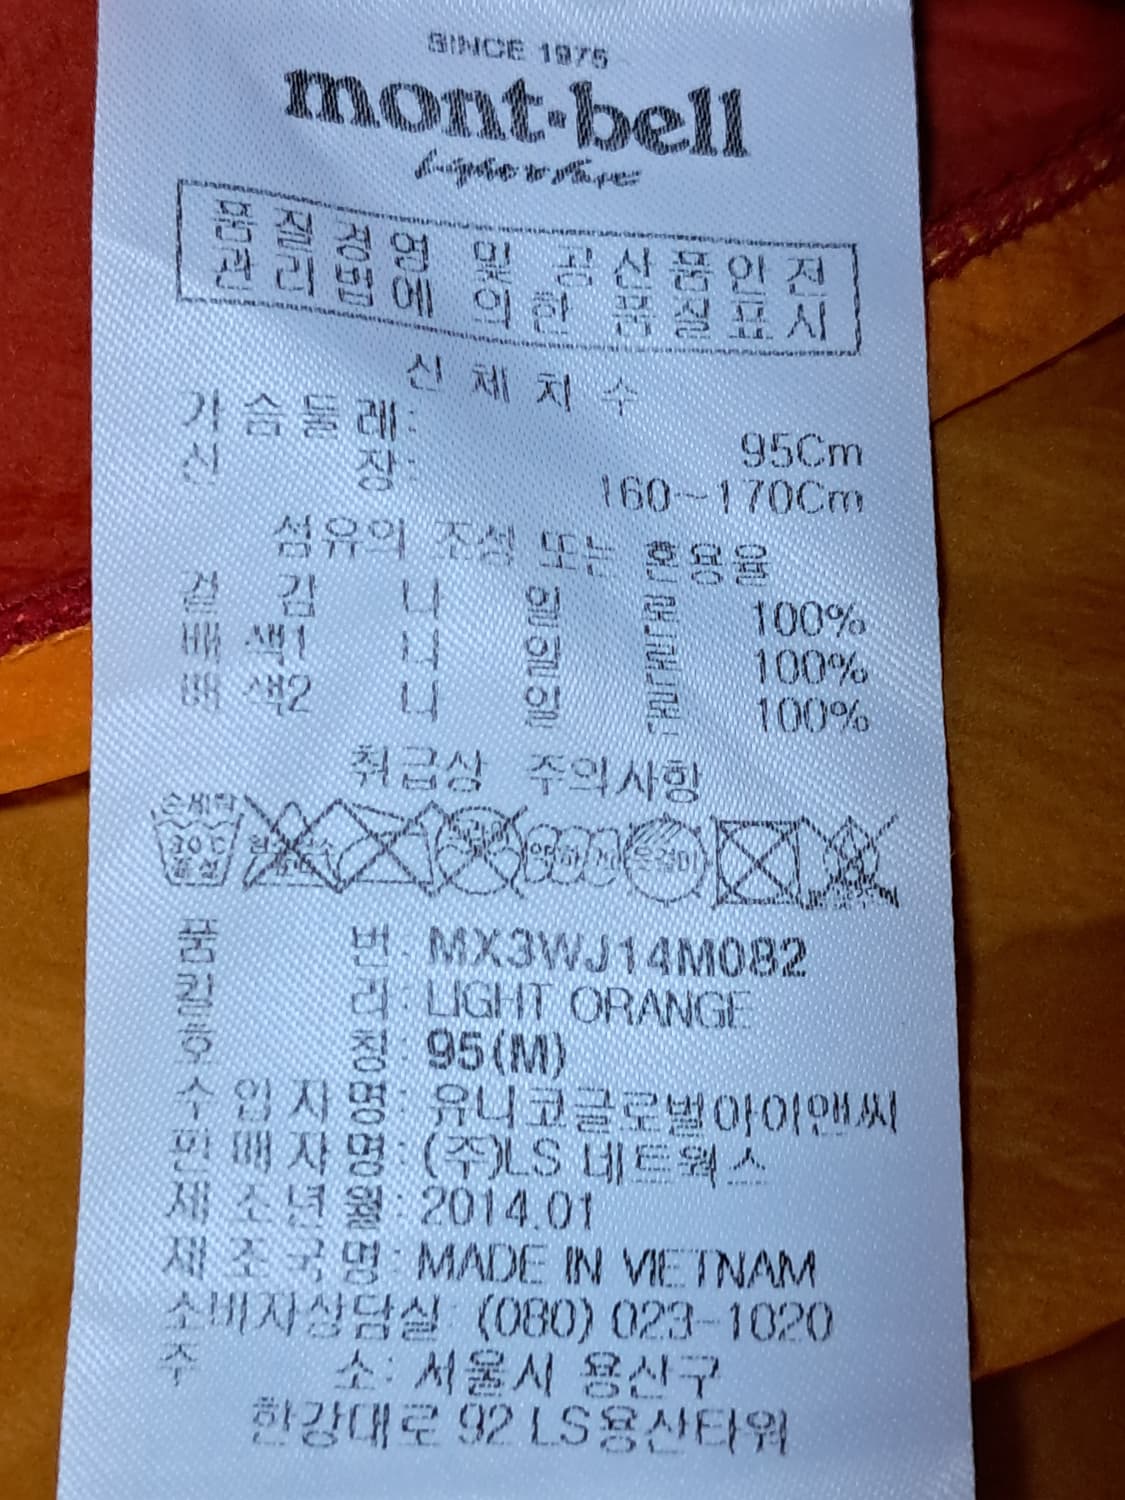 SINCE 1975
mont·bell
Light & Fast
품질경영 및 공산품안전
관리법에 의한 품질표시
신체치수
가슴둘레: 95Cm
신장: 160~170Cm
섬유의 조성 또는 혼용율
겉감 나일론 100%
배색1 나일론 100%
배색2 나일론 100%
취급상 주의사항
손세탁 30℃ 중성
약하게
옷걸이
품번: MX3WJ14M082
칼라: LIGHT ORANGE
호칭: 95(M)
수입자명: 유니코글로벌아이앤씨
판매자명: (주)LS 네트웍스
제조년월: 2014.01
제조국명: MADE IN VIETNAM
소비자상담실: (080) 023-1020
주소: 서울시 용산구
한강대로 92 LS용산타워